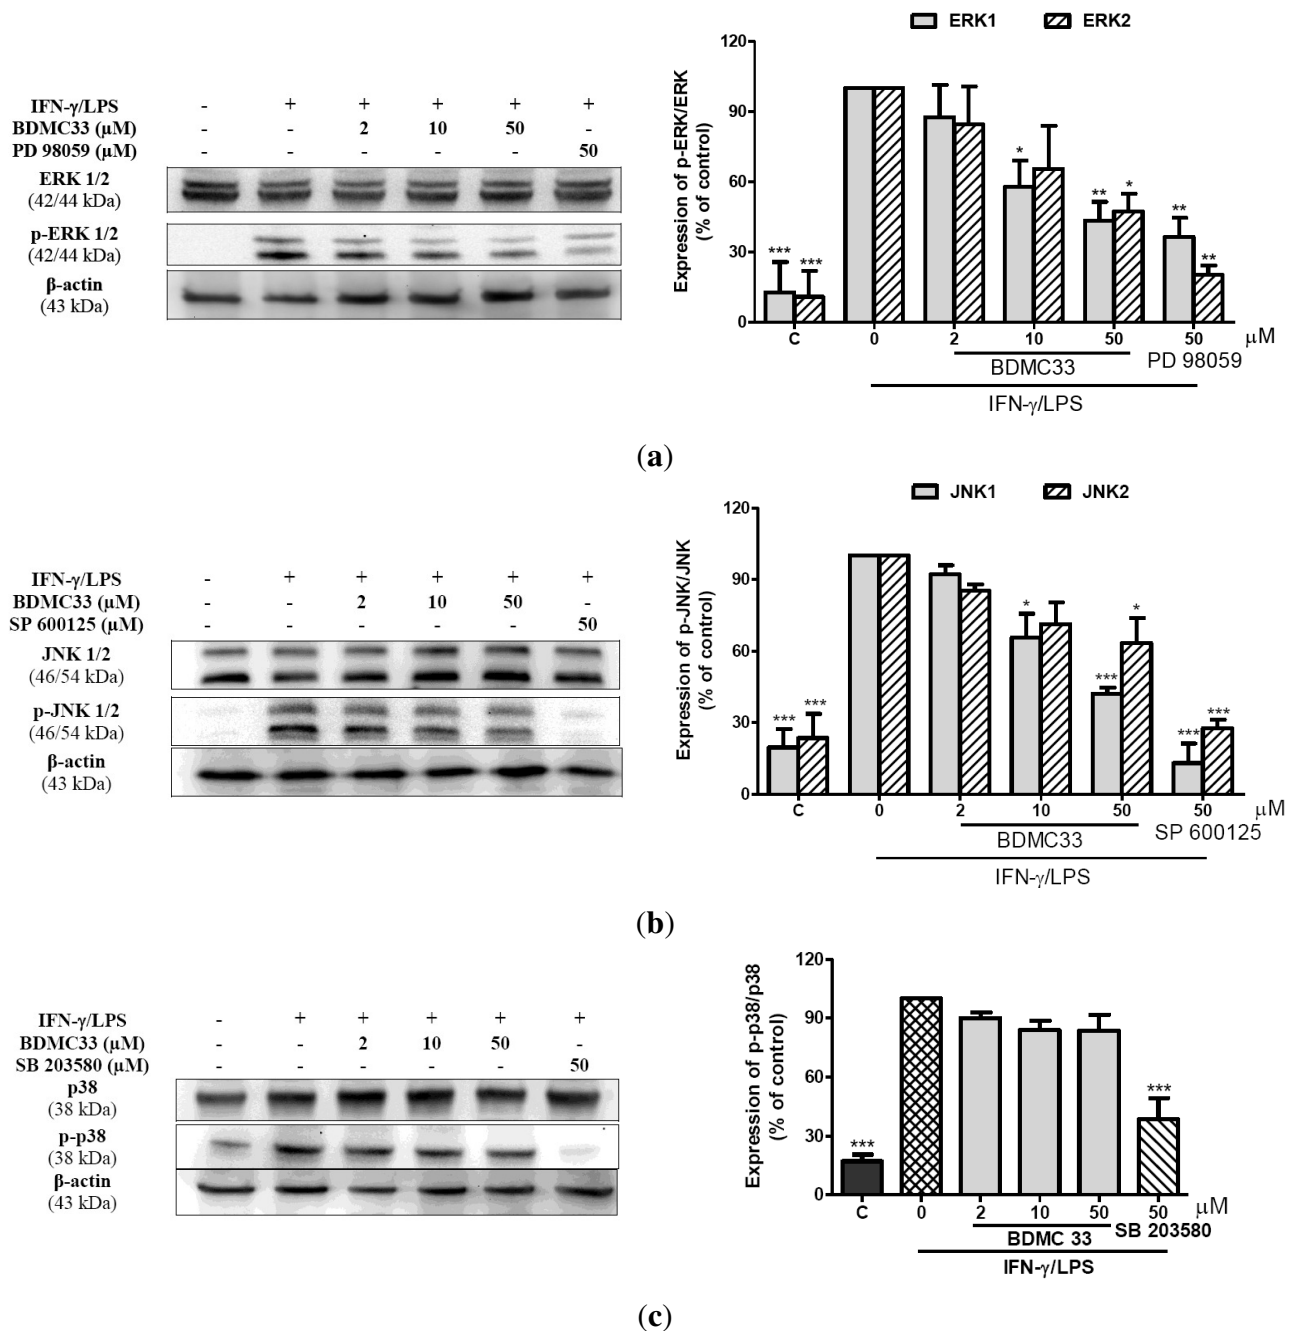 IFN-γ/LPS - + + + + +
BDMC33 (μM) - - 2 10 50 -
PD 98059 (μM) - - - - - 50
ERK 1/2
(42/44 kDa)
p-ERK 1/2
(42/44 kDa)
β-actin
(43 kDa)
ERK1 ERK2
Expression of p-ERK/ERK
(% of control)
120
90
60
30
0
*** *** * ** * ** **
C 0 2 10 50 50 μM
BDMC33 PD 98059
IFN-γ/LPS
(a)
IFN-γ/LPS - + + + + +
BDMC33 (μM) - - 2 10 50 -
SP 600125 (μM) - - - - - 50
JNK 1/2
(46/54 kDa)
p-JNK 1/2
(46/54 kDa)
β-actin
(43 kDa)
JNK1 JNK2
Expression of p-JNK/JNK
(% of control)
120
90
60
30
0
*** *** * *** * *** ***
C 0 2 10 50 50 μM
BDMC33 SP 600125
IFN-γ/LPS
(b)
IFN-γ/LPS - + + + + +
BDMC33 (μM) - - 2 10 50 -
SB 203580 (μM) - - - - - 50
p38
(38 kDa)
p-p38
(38 kDa)
β-actin
(43 kDa)
Expression of p-p38/p38
(% of control)
120
90
60
30
0
*** ***
C 0 2 10 50 50 μM
BDMC 33 SB 203580
IFN-γ/LPS
(c)